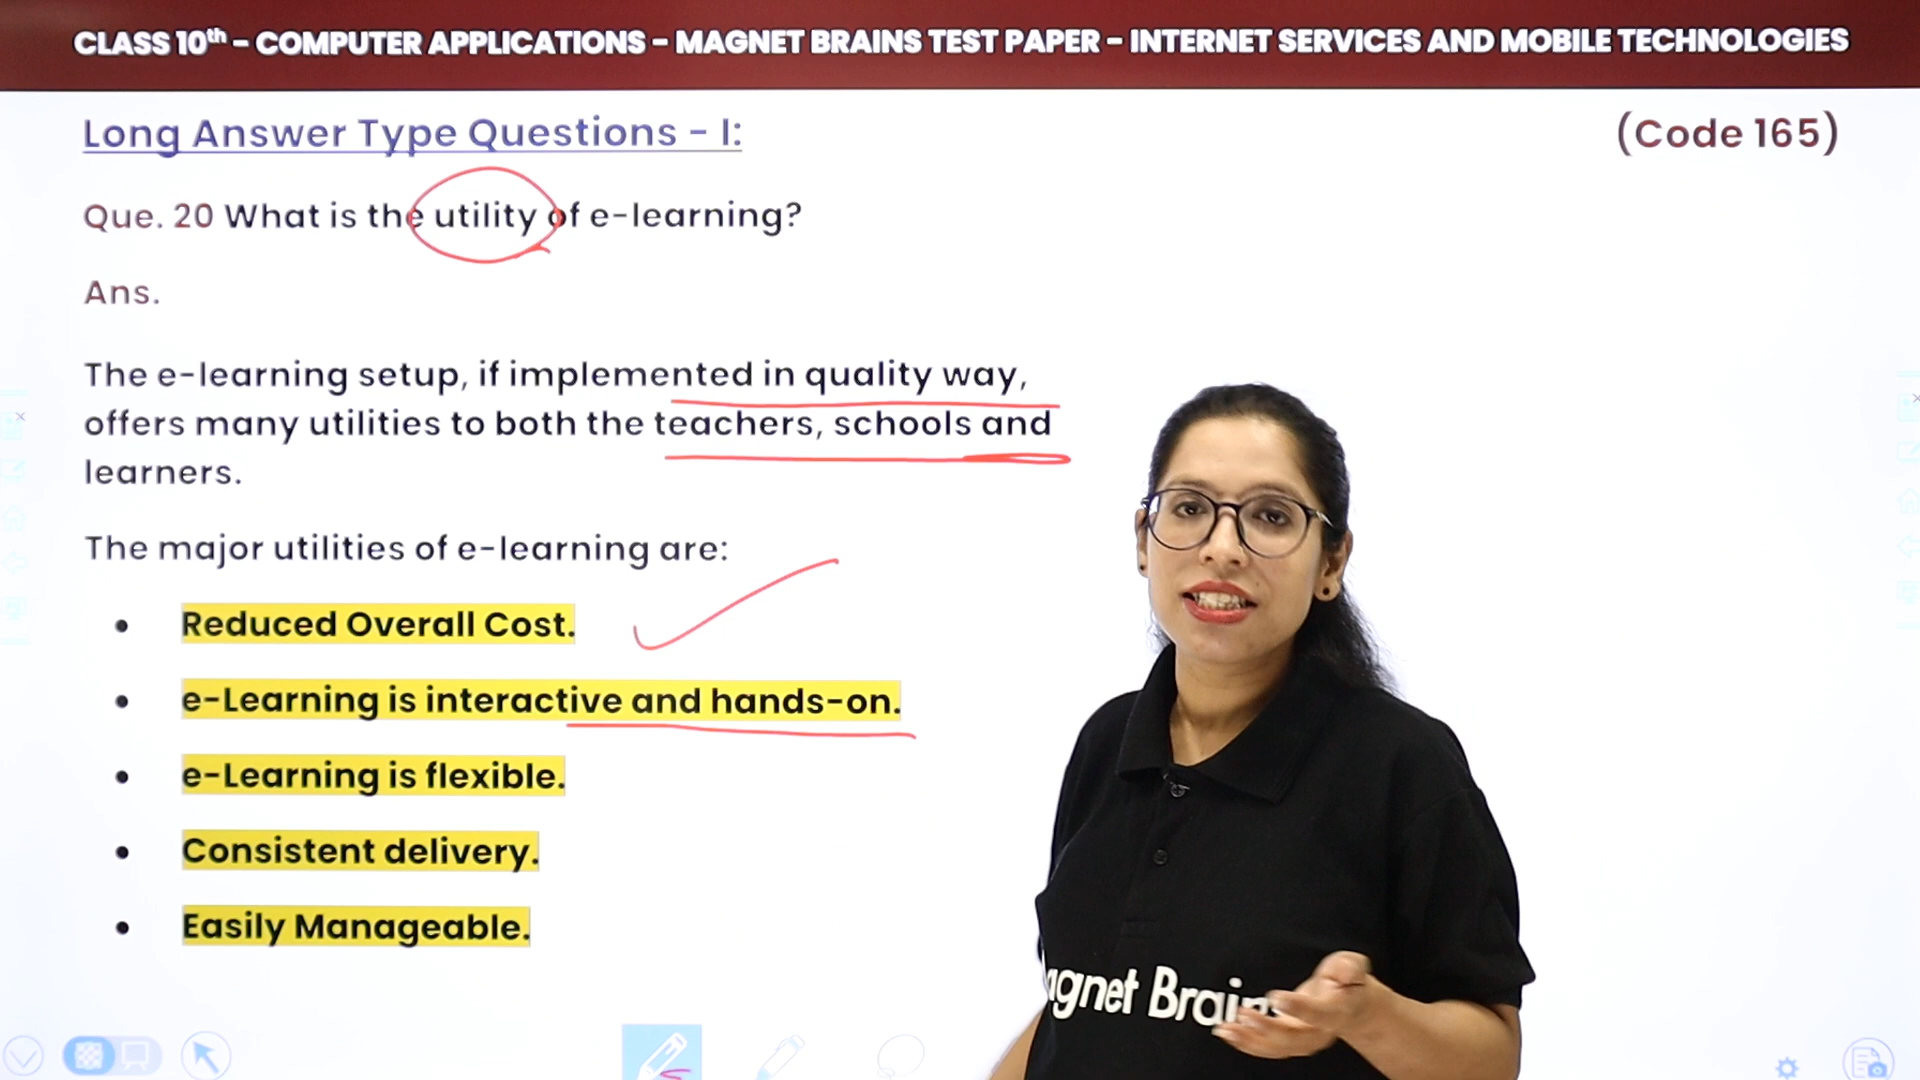 CLASS 10th - COMPUTER APPLICATIONS - MAGNET BRAINS TEST PAPER - INTERNET SERVICES AND MOBILE TECHNOLOGIES
Long Answer Type Questions - I:
(Code 165)
Que. 20 What is the utility of e-learning?
Ans.
The e-learning setup, if implemented in quality way,
offers many utilities to both the teachers, schools and
learners.
The major utilities of e-learning are:
• Reduced Overall Cost.
• e-Learning is interactive and hands-on.
• e-Learning is flexible.
• Consistent delivery.
• Easily Manageable.
agnet Brains